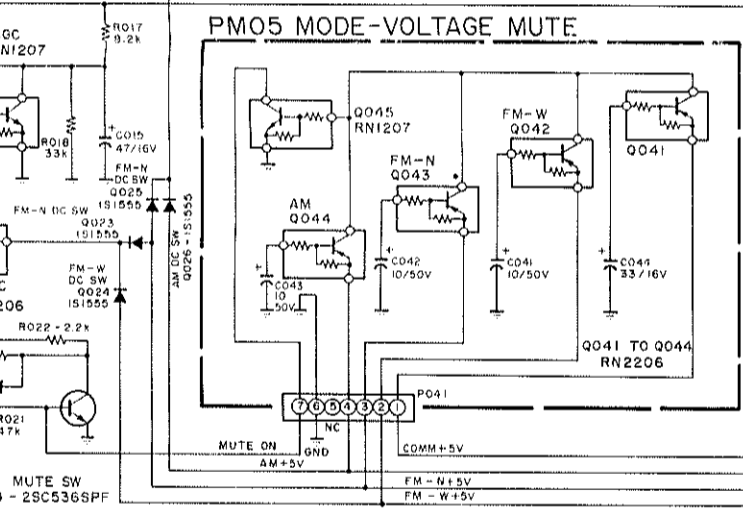 PM05 MODE-VOLTAGE MUTE
GC
N1207
R017
8.2k
R018
33k
+
C015
47/16V
FM-N
DC SW
Q025
1S1555
FM-N DC SW
Q023
1S1555
AM DC SW
Q026-1S1555
FM-W
DC SW
Q024
1S1555
C
206
R022-2.2k
R021
47k
MUTE SW
- 2SC536SPF
Q045
RN1207
AM
Q044
FM-N
Q043
FM-W
Q042
Q041
+
C043
10
50V
+
C042
10/50V
+
C041
10/50V
+
C044
33/16V
Q041 TO Q044
RN2206
P041
7 6 5 4 3 2 1
NC
GND
MUTE ON
AM+5V
COMM+5V
FM-N+5V
FM-W+5V